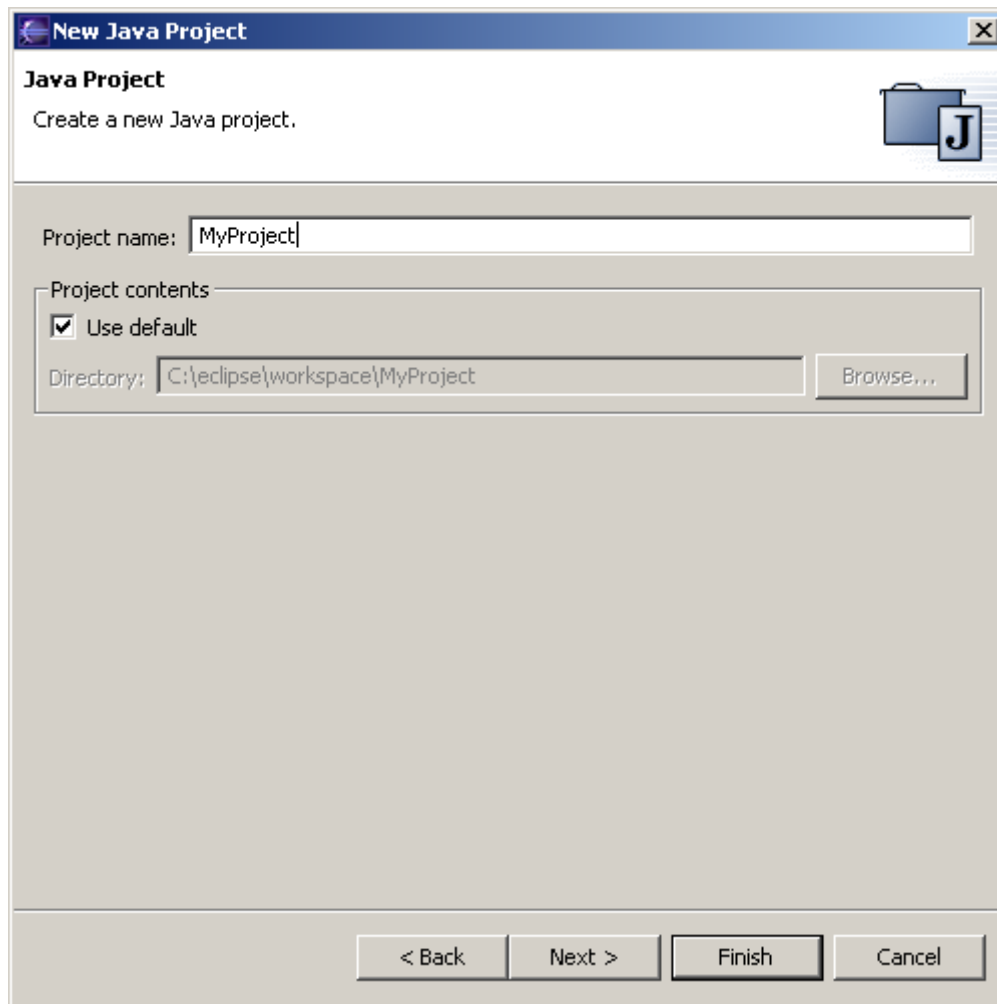 New Java Project
Java Project
Create a new Java project.
J
Project name: MyProject
Project contents
Use default
Directory: C:\eclipse\workspace\MyProject Browse...
< Back Next > Finish Cancel